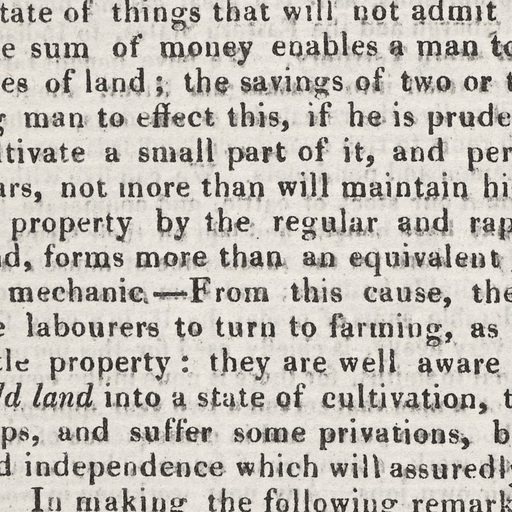 tate of things that will not admit
e sum of money enables a man to
es of land; the savings of two or t
g man to effect this, if he is prude
ltivate a small part of it, and per
ars, not more than will maintain hi
property by the regular and rap
nd, forms more than an equivalent
mechanic.—From this cause, the
e labourers to turn to farming, as
tle property: they are well aware
ld land into a state of cultivation, t
ps, and suffer some privations, b
d independence which will assuredly
In making the following remark